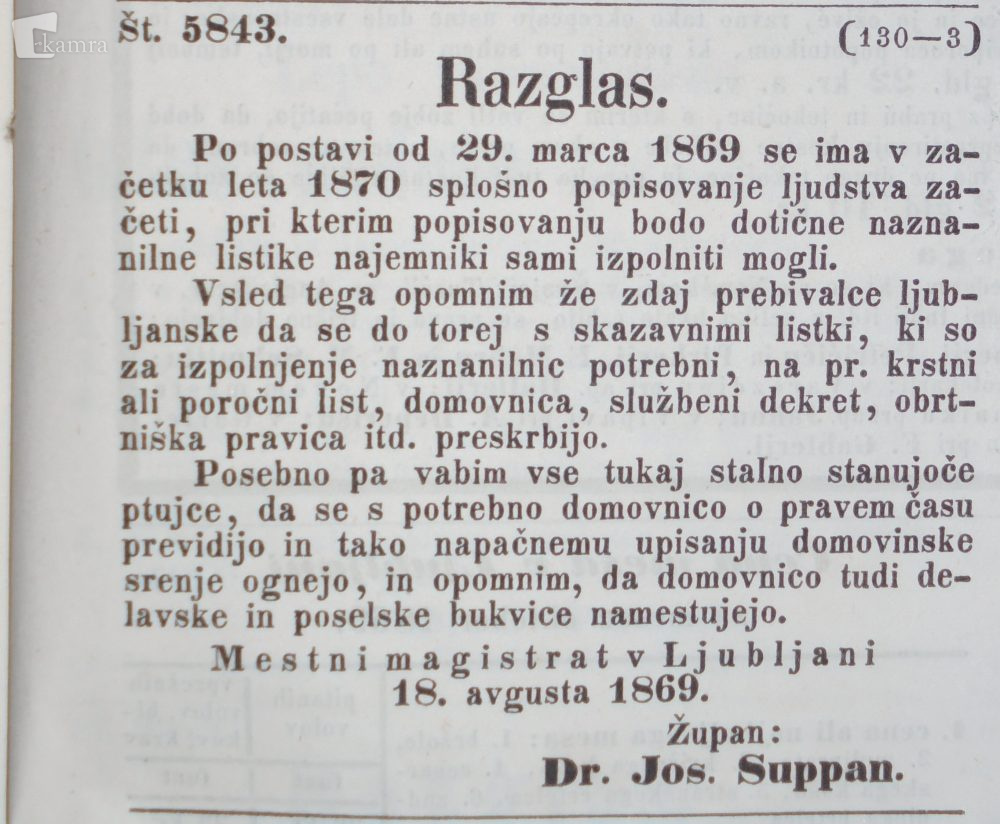 kamra
Št. 5843. (130—3)
Razglas.
Po postavi od 29. marca 1869 se ima v za-
četku leta 1870 splošno popisovanje ljudstva za-
četi, pri kterim popisovanju bodo dotične nazna-
nilne listike najemniki sami izpolniti mogli.
Vsled tega opomnim že zdaj prebivalce ljub-
ljanske da se do torej s skazavnimi listki, ki so
za izpolnjenje naznanilnic potrebni, na pr. krstni
ali poročni list, domovnica, službeni dekret, obrt-
niška pravica itd. preskrbijo.
Posebno pa vabim vse tukaj stalno stanujoče
ptujce, da se s potrebno domovnico o pravem času
previdijo in tako napačnemu upisanju domovinske
srenje ognejo, in opomnim, da domovnico tudi de-
lavske in poselske bukvice namestujejo.
Mestni magistrat v Ljubljani
18. avgusta 1869.
Župan:
Dr. Jos. Suppan.